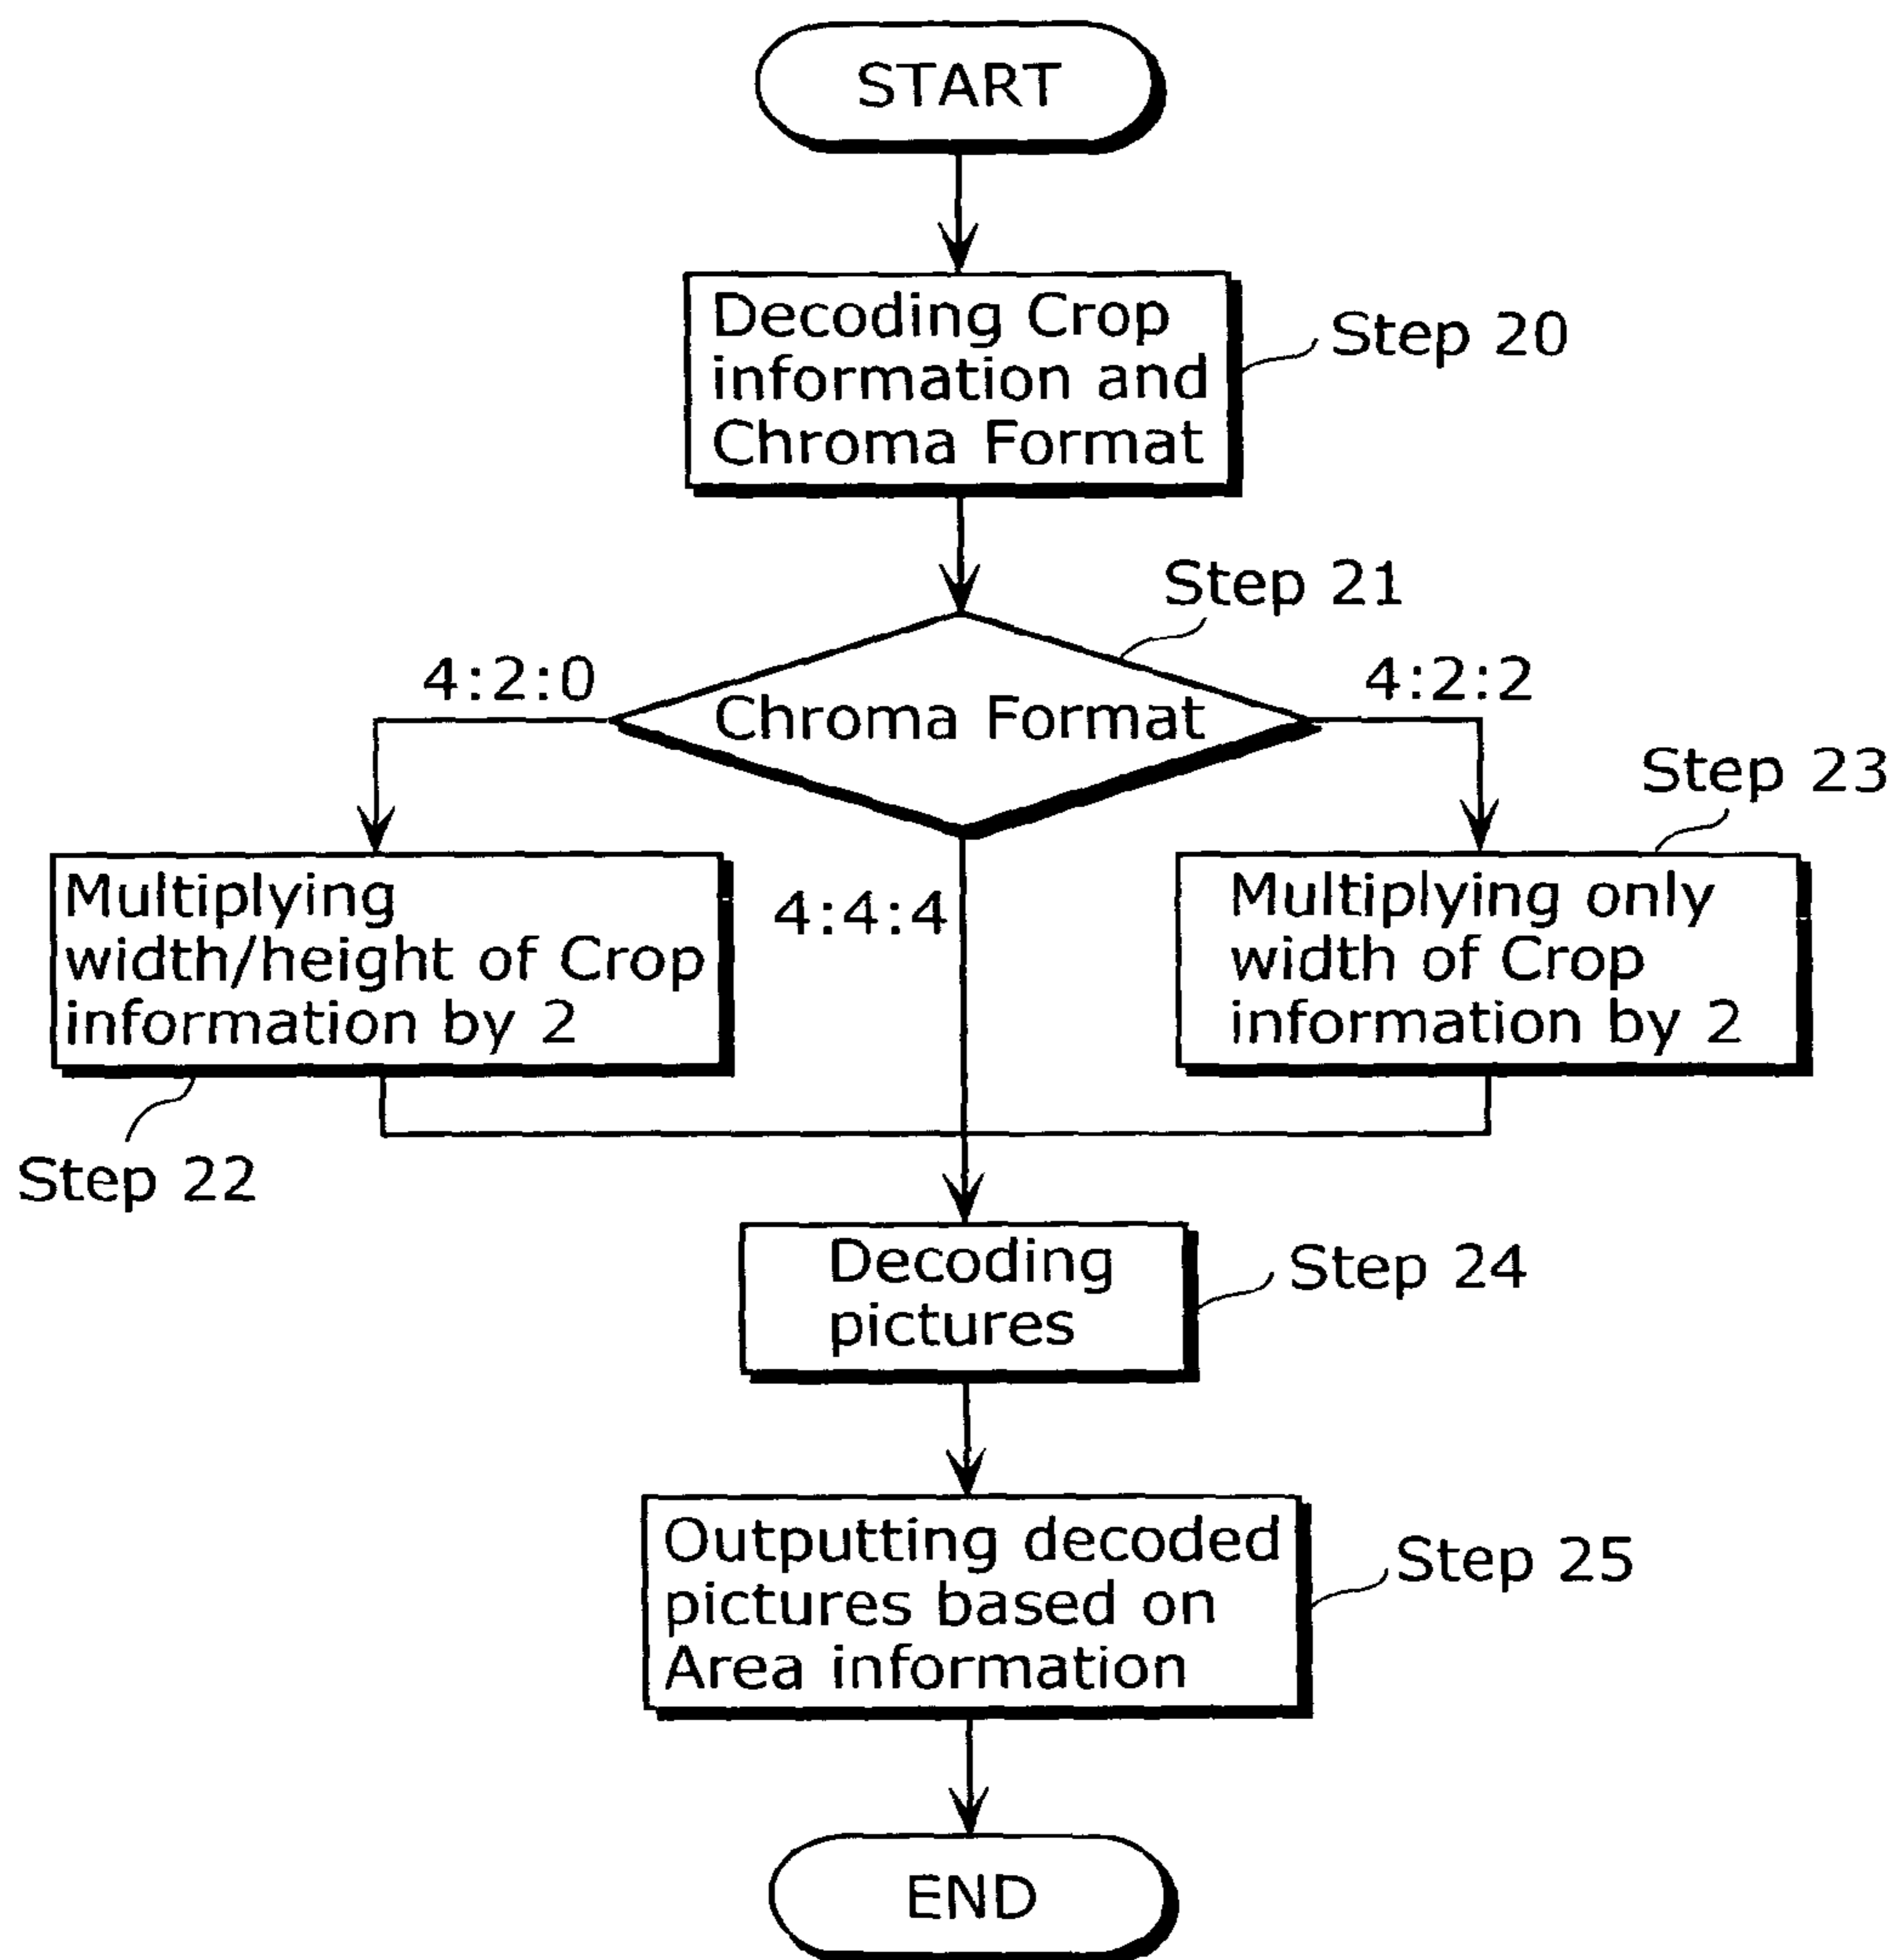 START
Decoding Crop
information and
Chroma Format
Step 20
Step 21
4:2:0
Chroma Format
4:2:2
Step 23
Multiplying
width/height of Crop
information by 2
4:4:4
Multiplying only
width of Crop
information by 2
Step 22
Decoding
pictures
Step 24
Outputting decoded
pictures based on
Area information
Step 25
END